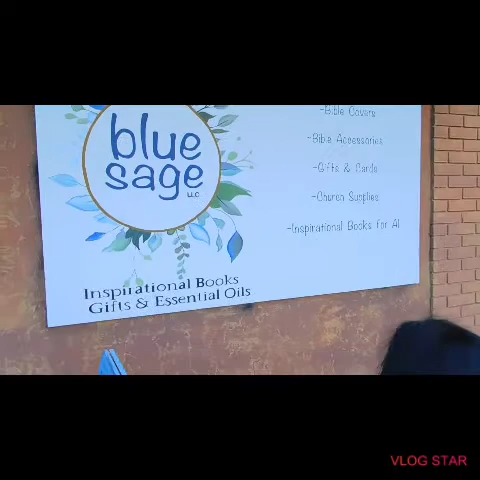 blue
sage
LLC
Inspirational Books
Gifts & Essential Oils
-Bible Covers
-Bible Accessories
-Gifts & Cards
-Church Supplies
-Inspirational Books for Al
VLOG STAR